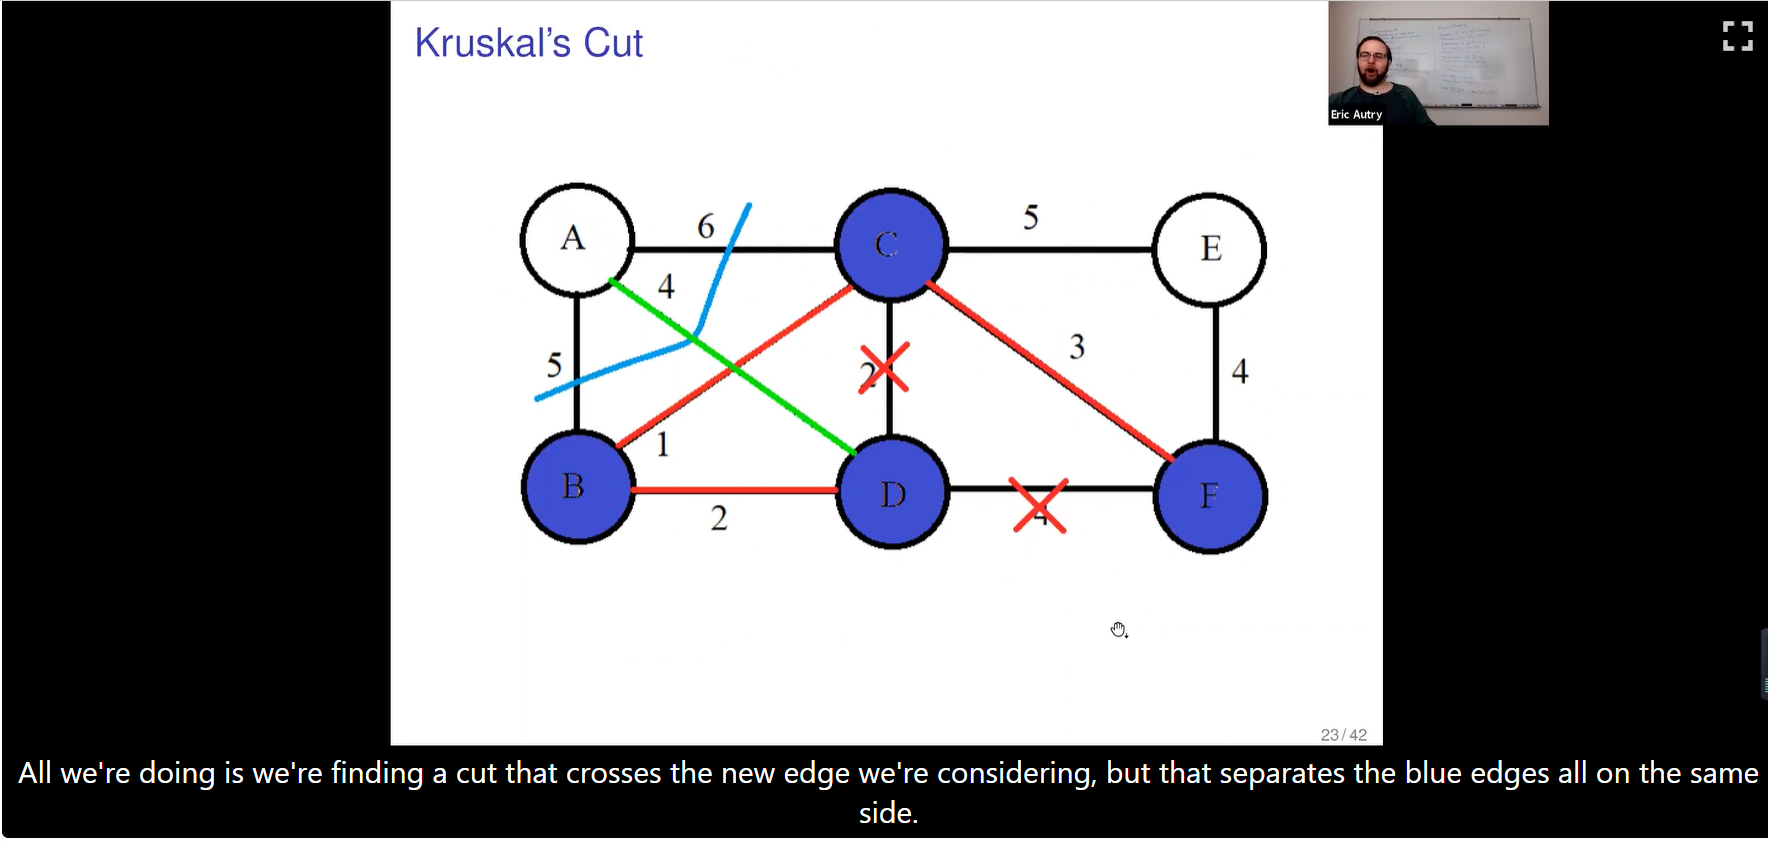 Kruskal's Cut
Eric Autry
A
6
C
5
E
4
5
2
3
4
1
B
2
D
4
F
23/42
All we're doing is we're finding a cut that crosses the new edge we're considering, but that separates the blue edges all on the same
side.